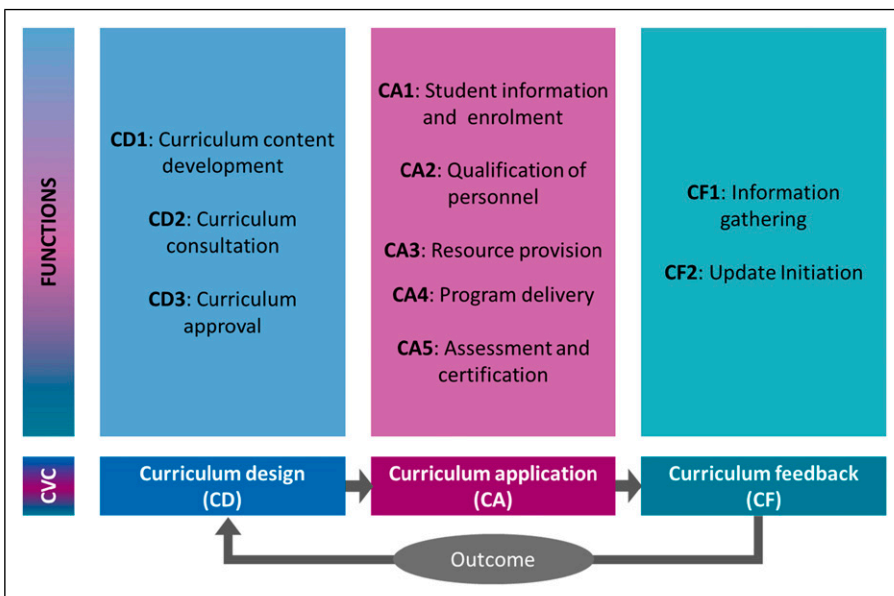 FUNCTIONS
CD1: Curriculum content
development
CD2: Curriculum
consultation
CD3: Curriculum
approval
CA1: Student information
and enrolment
CA2: Qualification of
personnel
CA3: Resource provision
CA4: Program delivery
CA5: Assessment and
certification
CF1: Information
gathering
CF2: Update Initiation
CVC
Curriculum design
(CD)
Curriculum application
(CA)
Curriculum feedback
(CF)
Outcome